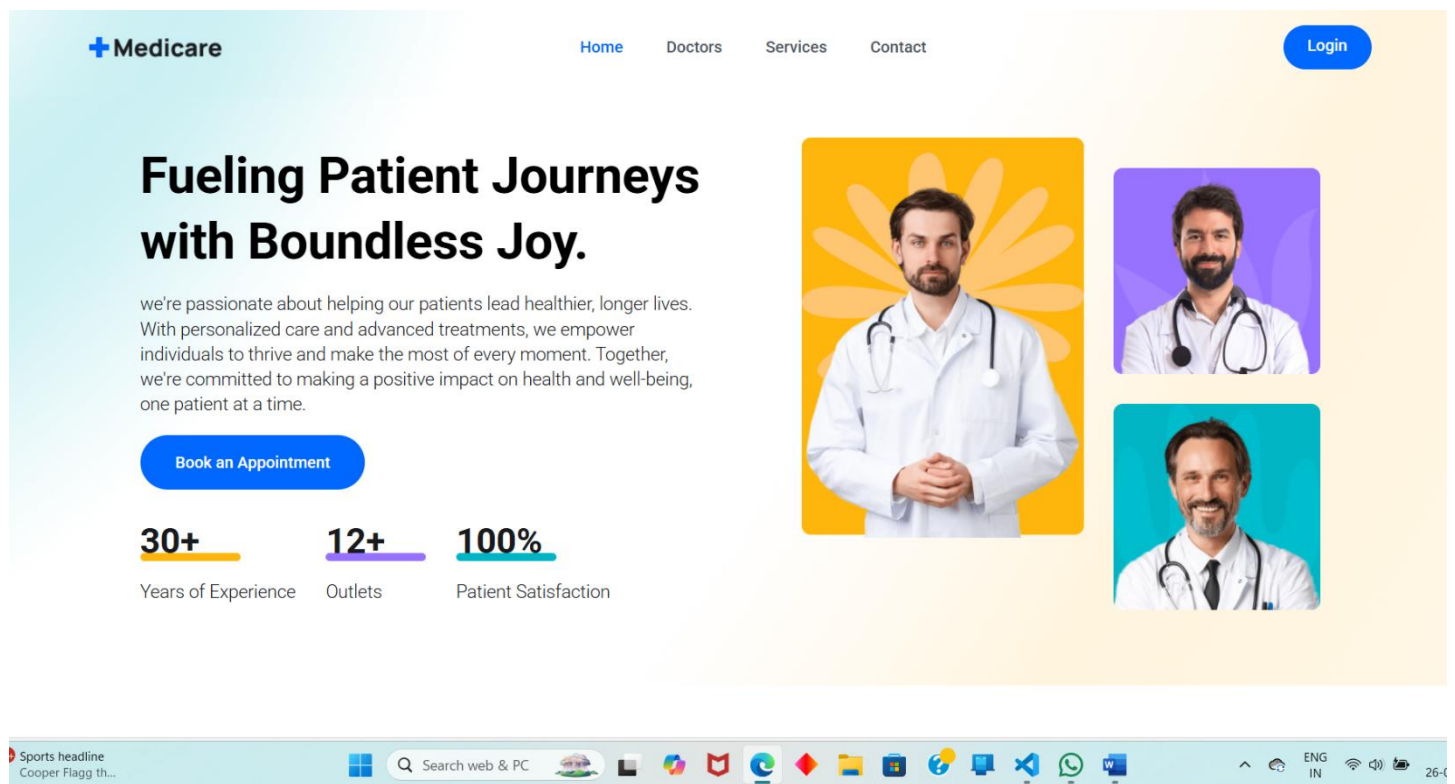 Medicare
Home
Doctors
Services
Contact
Login
Fueling Patient Journeys
with Boundless Joy.
we're passionate about helping our patients lead healthier, longer lives.
With personalized care and advanced treatments, we empower
individuals to thrive and make the most of every moment. Together,
we're committed to making a positive impact on health and well-being,
one patient at a time.
Book an Appointment
30+
Years of Experience
12+
Outlets
100%
Patient Satisfaction
Sports headline
Cooper Flagg th...
Search web & PC
ENG
IN